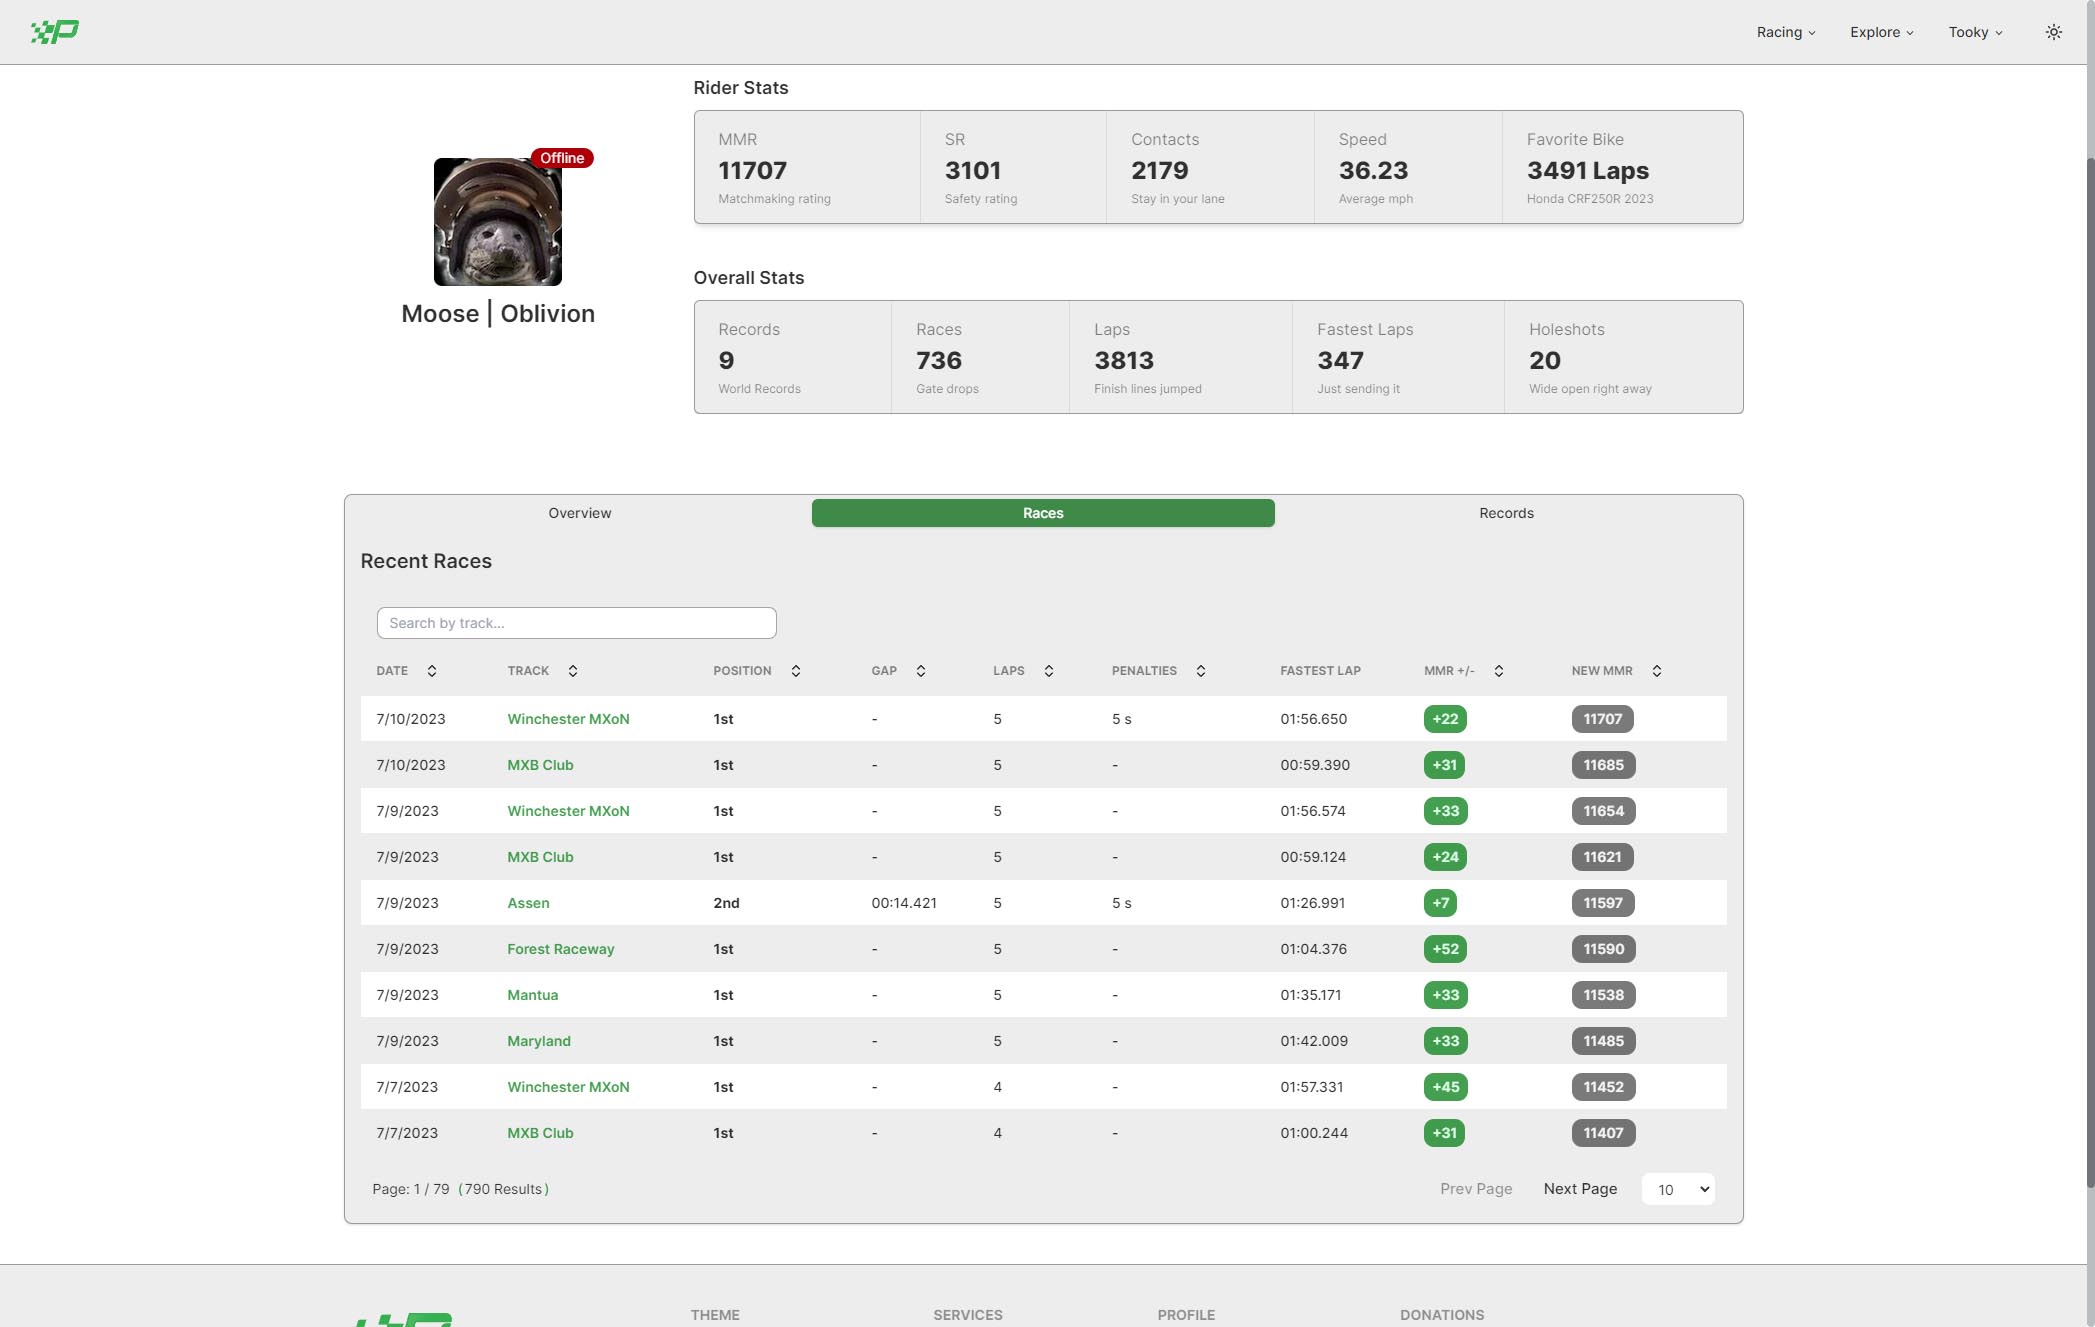 Racing Explore Tooky
Rider Stats
MMR SR Contacts Speed Favorite Bike
11707 3101 2179 36.23 3491 Laps
Matchmaking rating Safety rating Stay in your lane Average mph Honda CRF250R 2023
Offline
Moose | Oblivion
Overall Stats
Records Races Laps Fastest Laps Holeshots
9 736 3813 347 20
World Records Gate drops Finish lines jumped Just sending it Wide open right away
Overview Races Records
Recent Races
Search by track...
DATE TRACK POSITION GAP LAPS PENALTIES FASTEST LAP MMR +/- NEW MMR
7/10/2023 Winchester MXoN 1st - 5 5 s 01:56.650 +22 11707
7/10/2023 MXB Club 1st - 5 - 00:59.390 +31 11685
7/9/2023 Winchester MXoN 1st - 5 - 01:56.574 +33 11654
7/9/2023 MXB Club 1st - 5 - 00:59.124 +24 11621
7/9/2023 Assen 2nd 00:14.421 5 5 s 01:26.991 +7 11597
7/9/2023 Forest Raceway 1st - 5 - 01:04.376 +52 11590
7/9/2023 Mantua 1st - 5 - 01:35.171 +33 11538
7/9/2023 Maryland 1st - 5 - 01:42.009 +33 11485
7/7/2023 Winchester MXoN 1st - 4 - 01:57.331 +45 11452
7/7/2023 MXB Club 1st - 4 - 01:00.244 +31 11407
Page: 1 / 79 (790 Results) Prev Page Next Page 10
THEME SERVICES PROFILE DONATIONS